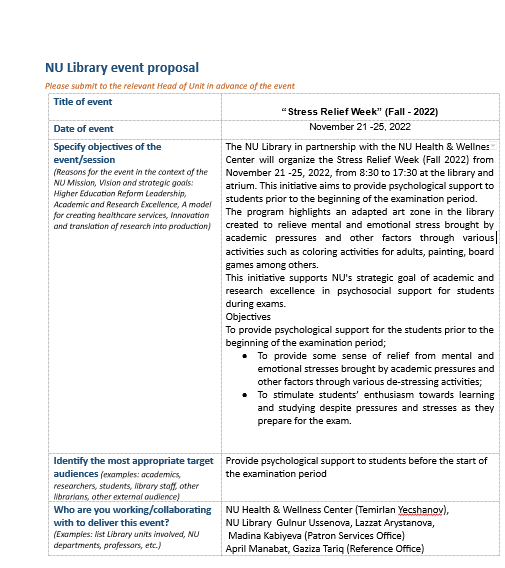 NU Library event proposal
Please submit to the relevant Head of Unit in advance of the event
Title of event
"Stress Relief Week" (Fall - 2022)
Date of event
November 21 -25, 2022
Specify objectives of the
event/session
(Reasons for the event in the context of
the NU Mission, Vision and strategic goals:
Higher Education Reform Leadership,
Academic and Research Excellence, A model
for creating healthcare services, Innovation
and translation of research into production)
The NU Library in partnership with the NU Health & Wellness
Center will organize the Stress Relief Week (Fall 2022) from
November 21 -25, 2022, from 8:30 to 17:30 at the library and
atrium. This initiative aims to provide psychological support to
students prior to the beginning of the examination period.
The program highlights an adapted art zone in the library
created to relieve mental and emotional stress brought by
academic pressures and other factors through various
activities such as coloring activities for adults, painting, board
games among others.
This initiative supports NU's strategic goal of academic and
research excellence in psychosocial support for students
during exams.
Objectives
To provide psychological support for the students prior to the
beginning of the examination period;
● To provide some sense of relief from mental and
emotional stresses brought by academic pressures and
other factors through various de-stressing activities;
● To stimulate students' enthusiasm towards learning
and studying despite pressures and stresses as they
prepare for the exam.
Identify the most appropriate target
audiences (examples: academics,
researchers, students, library staff, other
librarians, other external audience)
Provide psychological support to students before the start of
the examination period
Who are you working/collaborating
with to deliver this event?
(Examples: list Library units involved, NU
departments, professors, etc.)
NU Health & Wellness Center (Temirlan Yecshanov),
NU Library Gulnur Ussenova, Lazzat Arystanova,
Madina Kabiyeva (Patron Services Office)
April Manabat, Gaziza Tariq (Reference Office)